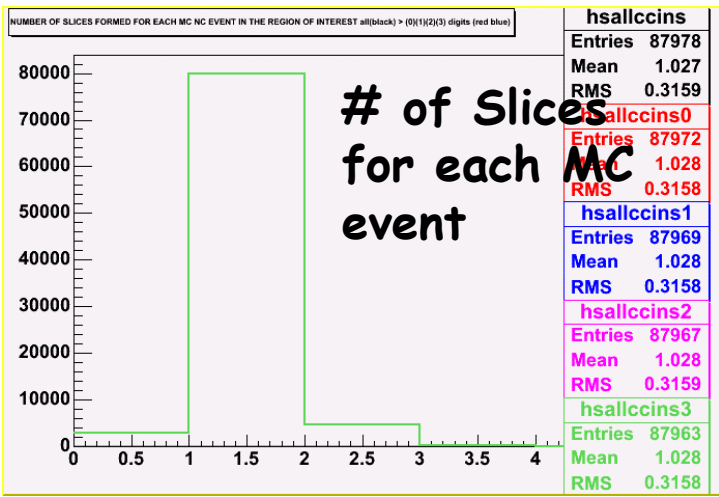 NUMBER OF SLICES FORMED FOR EACH MC NC EVENT IN THE REGION OF INTEREST all(black) > (0)(1)(2)(3) digits (red blue)
# of Slices
for each MC
event
hsallccins
Entries 87978
Mean 1.027
RMS 0.3159
hsallccins0
Entries 87972
Mean 1.028
RMS 0.3158
hsallccins1
Entries 87969
Mean 1.028
RMS 0.3158
hsallccins2
Entries 87967
Mean 1.028
RMS 0.3159
hsallccins3
Entries 87963
Mean 1.028
RMS 0.3158
80000
70000
60000
50000
40000
30000
20000
10000
0
0 0.5 1 1.5 2 2.5 3 3.5 4